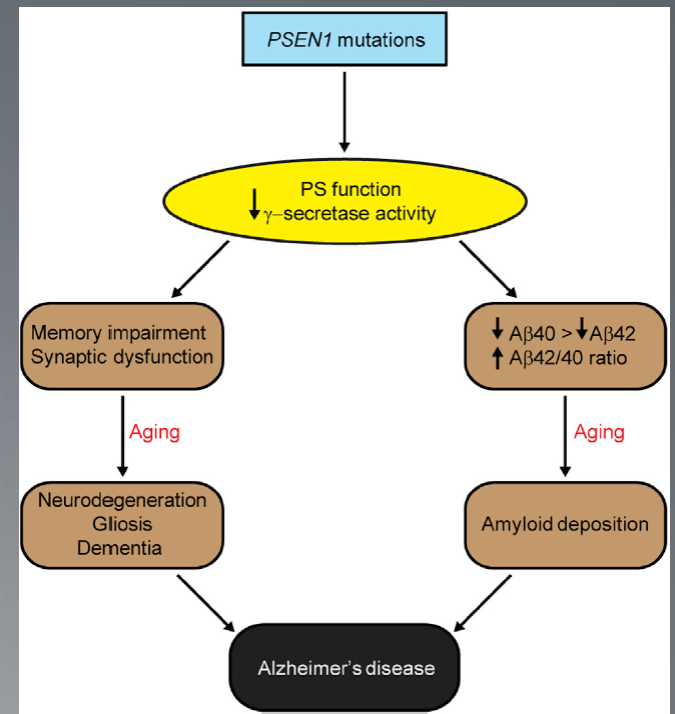 PSEN1 mutations
PS function
↓ γ–secretase activity
Memory impairment
Synaptic dysfunction
↓ Aβ40 > ↓Aβ42
↑ Aβ42/40 ratio
Aging
Aging
Neurodegeneration
Gliosis
Dementia
Amyloid deposition
Alzheimer's disease